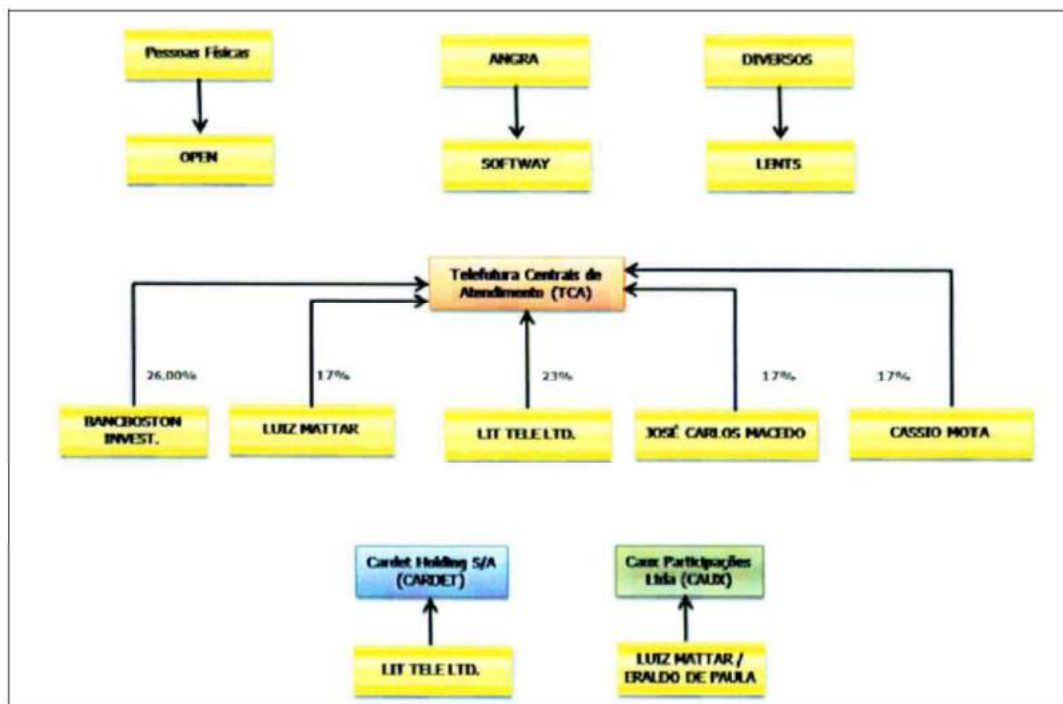 Pessoas Físicas
ANGRA
DIVERSOS
OPEN
SOFTWAY
LENTS
Telefutura Centrais de
Atendimento (TCA)
26,00%
17%
23%
17%
17%
BANCBOSTON
INVEST.
LUIZ MATTAR
LIT TELE LTD.
JOSÉ CARLOS MACEDO
CASSIO MOTA
Cardet Holding S/A
(CARDET)
Caux Participações
Ltda (CAUX)
LIT TELE LTD.
LUIZ MATTAR /
ERALDO DE PAULA